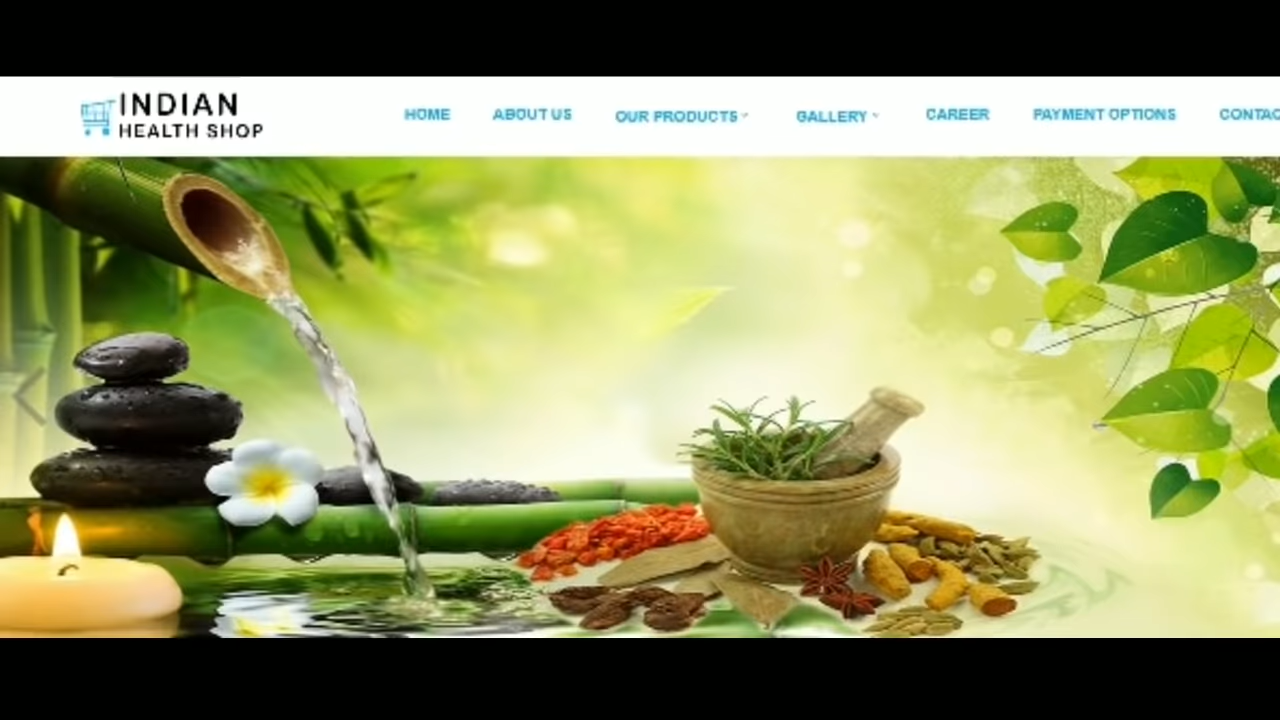 INDIAN
HEALTH SHOP
HOME ABOUT US OUR PRODUCTS GALLERY CAREER PAYMENT OPTIONS